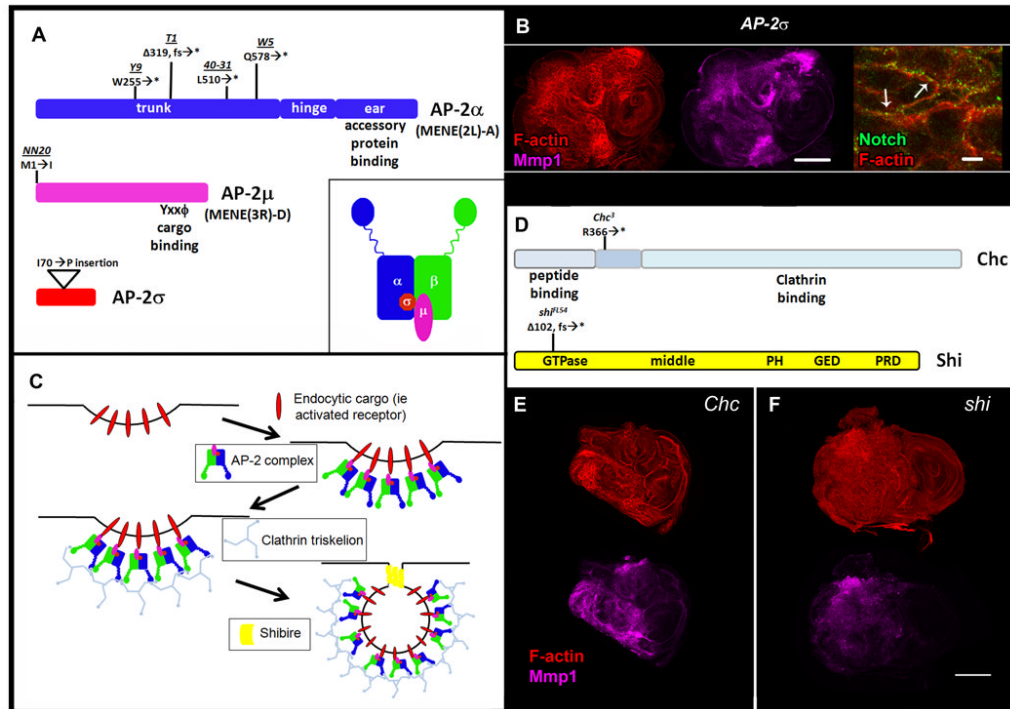 A
T1
Δ319, fs→*
W5
Q578→*
Y9
W255→*
40-31
L510→*
trunk
hinge
ear
AP-2α
(MENE(2L)-A)
accessory
protein
binding
NN20
M1→I
AP-2μ
(MENE(3R)-D)
Yxxϕ
cargo
binding
I70→P insertion
AP-2σ
α
β
σ
μ
B
AP-2σ
F-actin
Mmp1
Notch
F-actin
C
Endocytic cargo (ie
activated receptor)
AP-2 complex
Clathrin triskelion
Shibire
D
Chc³
R366→*
Chc
peptide
binding
Clathrin
binding
shi^FL54
Δ102, fs→*
GTPase
middle
PH
GED
PRD
Shi
E
Chc
F-actin
Mmp1
F
shi